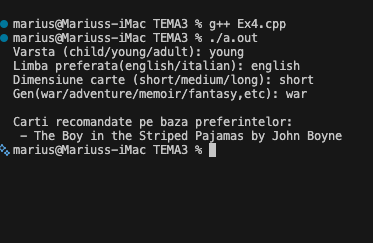 marius@Mariuss-iMac TEMA3 % g++ Ex4.cpp
marius@Mariuss-iMac TEMA3 % ./a.out
Varsta (child/young/adult): young
Limba preferata(english/italian): english
Dimensiune carte (short/medium/long): short
Gen(war/adventure/memoir/fantasy,etc): war
Carti recomandate pe baza preferintelor:
- The Boy in the Striped Pajamas by John Boyne
marius@Mariuss-iMac TEMA3 %